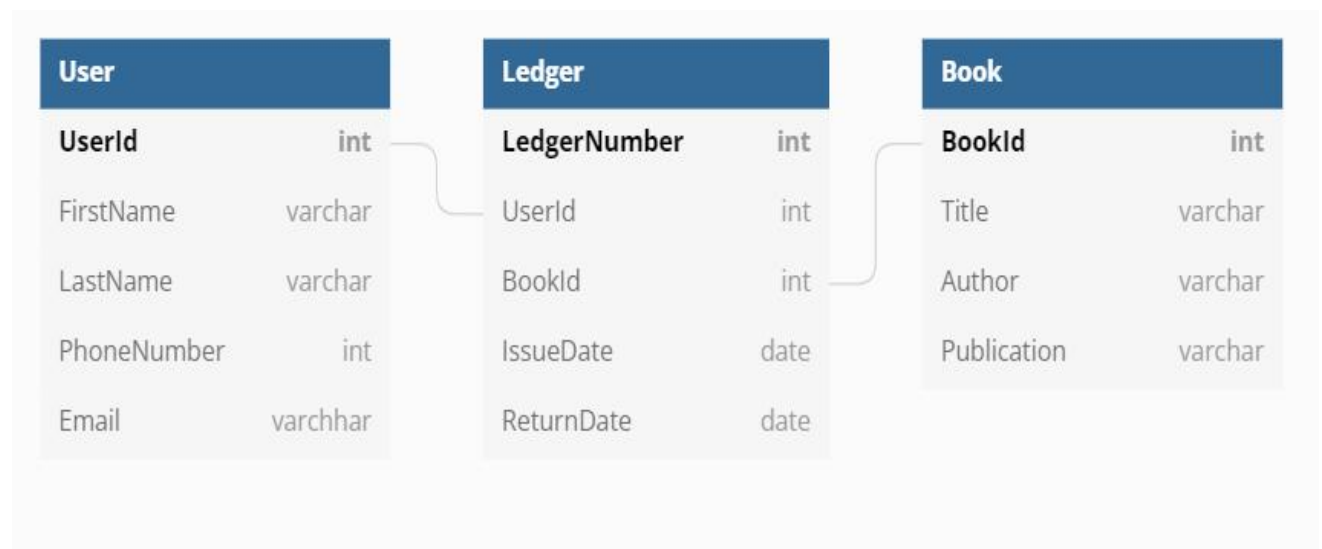 User
UserId int
FirstName varchar
LastName varchar
PhoneNumber int
Email varchhar
Ledger
LedgerNumber int
UserId int
BookId int
IssueDate date
ReturnDate date
Book
BookId int
Title varchar
Author varchar
Publication varchar